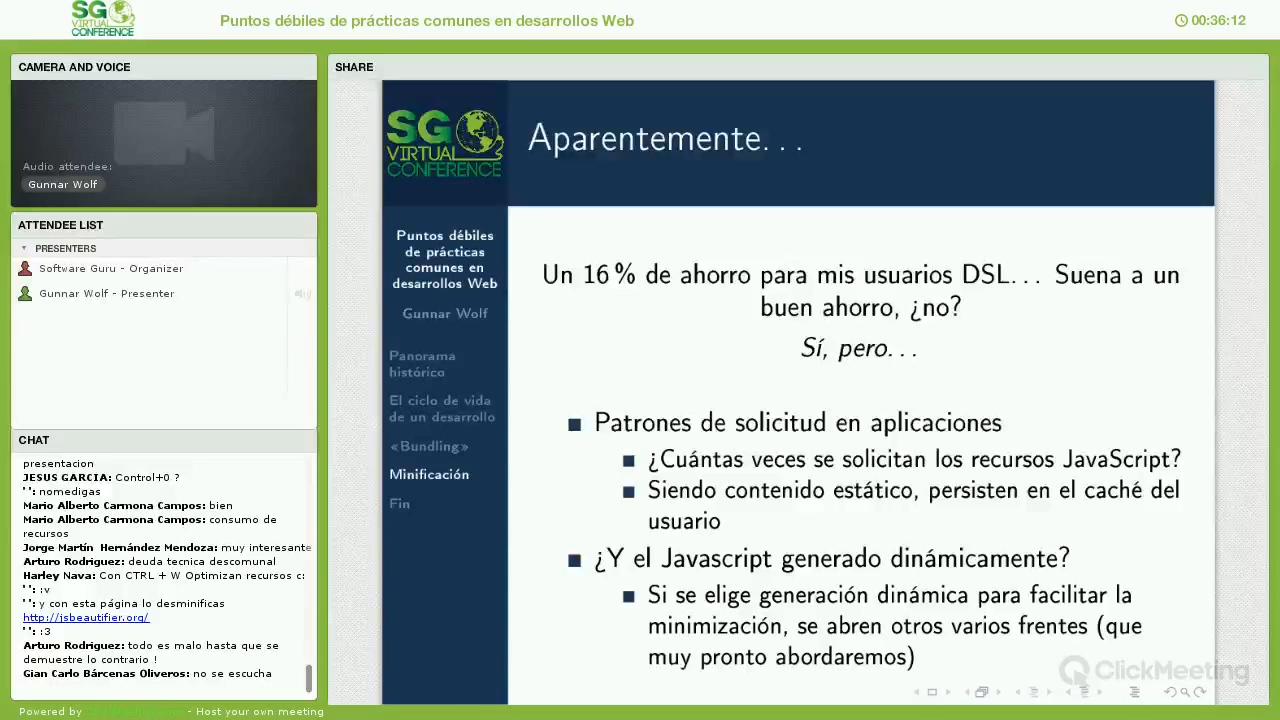 SG
VIRTUAL
CONFERENCE
Puntos débiles de prácticas comunes en desarrollos Web
00:36:12
CAMERA AND VOICE
Audio attendee:
Gunnar Wolf
ATTENDEE LIST
PRESENTERS
Software Guru - Organizer
Gunnar Wolf - Presenter
CHAT
presentacion
JESUS GARCIA: Control+0 ?
' ': nomedigas
Mario Alberto Carmona Campos: bien
Mario Alberto Carmona Campos: consumo de
recursos
Jorge Martín Hernández Mendoza: muy interesante
Arturo Rodriguez: deuda tecnica descomunal
Harley Nava: Con CTRL + W Optimizan recursos c:
' ': :v
' ': y con esta página lo desminificas
http://jsbeautifier.org/
' ': :3
Arturo Rodriguez: todo es malo hasta que se
demuestre lo contrario !
Gian Carlo Bárcenas Oliveros: no se escucha
SHARE
SG
VIRTUAL
CONFERENCE
Aparentemente. . .
Puntos débiles
de prácticas
comunes en
desarrollos Web
Gunnar Wolf
Panorama
histórico
El ciclo de vida
de un desarrollo
«Bundling»
Minificación
Fin
Un 16 % de ahorro para mis usuarios DSL. . . Suena a un
buen ahorro, ¿no?
Sí, pero. . .
Patrones de solicitud en aplicaciones
¿Cuántas veces se solicitan los recursos JavaScript?
Siendo contenido estático, persisten en el caché del
usuario
¿Y el Javascript generado dinámicamente?
Si se elige generación dinámica para facilitar la
minimización, se abren otros varios frentes (que
muy pronto abordaremos)
ClickMeeting
Powered by
- Host your own meeting